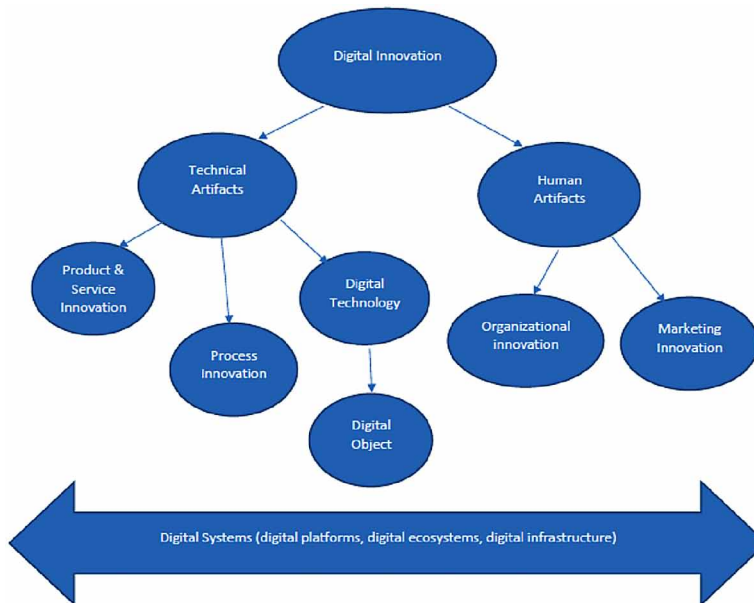 Digital Innovation
Technical
Artifacts
Human
Artifacts
Product &
Service
Innovation
Digital
Technology
Organizational
innovation
Marketing
Innovation
Process
Innovation
Digital
Object
Digital Systems (digital platforms, digital ecosystems, digital infrastructure)